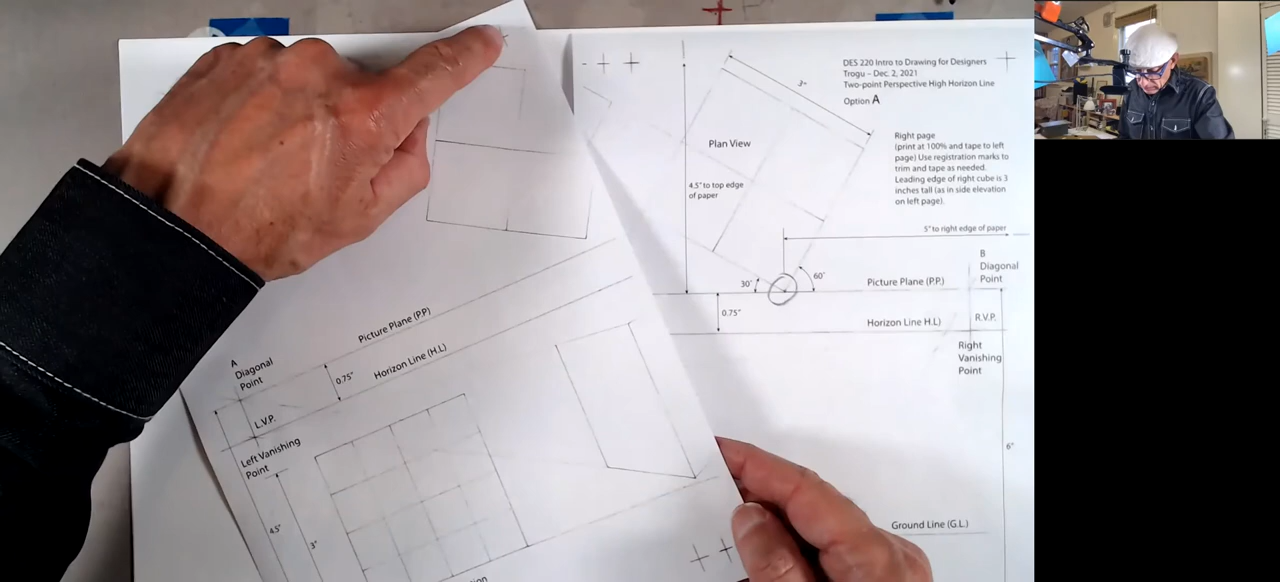 DES 220 Intro to Drawing for Designers
Trogu – Dec. 2, 2021
Two-point Perspective High Horizon Line
Option A
3"
Plan View
Right page
(print at 100% and tape to left
page) Use registration marks to
trim and tape as needed.
Leading edge of right cube is 3
inches tall (as in side elevation
on left page).
4.5" to top edge
of paper
5" to right edge of paper
B
Diagonal
Point
30°
60°
Picture Plane (P.P.)
0.75"
Horizon Line H.L)
R.V.P.
Right
Vanishing
Point
6"
Ground Line (G.L.)
Picture Plane (P.P)
Horizon Line (H.L)
A
Diagonal
Point
0.75"
L.V.P.
Left Vanishing
Point
4.5"
3"